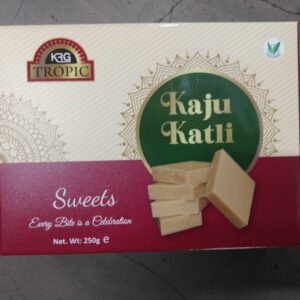 KRG
TROPIC
Kaju
Katli
Sweets
Every Bite is a Celebration
Net. Wt: 250g e